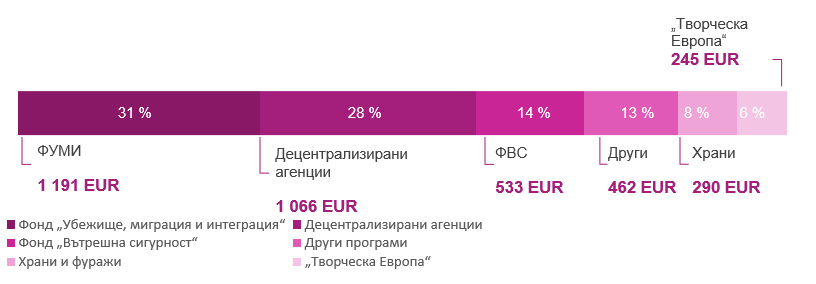 „Творческа
Европа“
245 EUR
31 %
28 %
14 %
13 %
8 %
6 %
ФУМИ
1 191 EUR
Децентрализирани
агенции
1 066 EUR
ФВС
533 EUR
Други
462 EUR
Храни
290 EUR
Фонд „Убежище, миграция и интеграция“
Децентрализирани агенции
Фонд „Вътрешна сигурност“
Други програми
Храни и фуражи
„Творческа Европа“